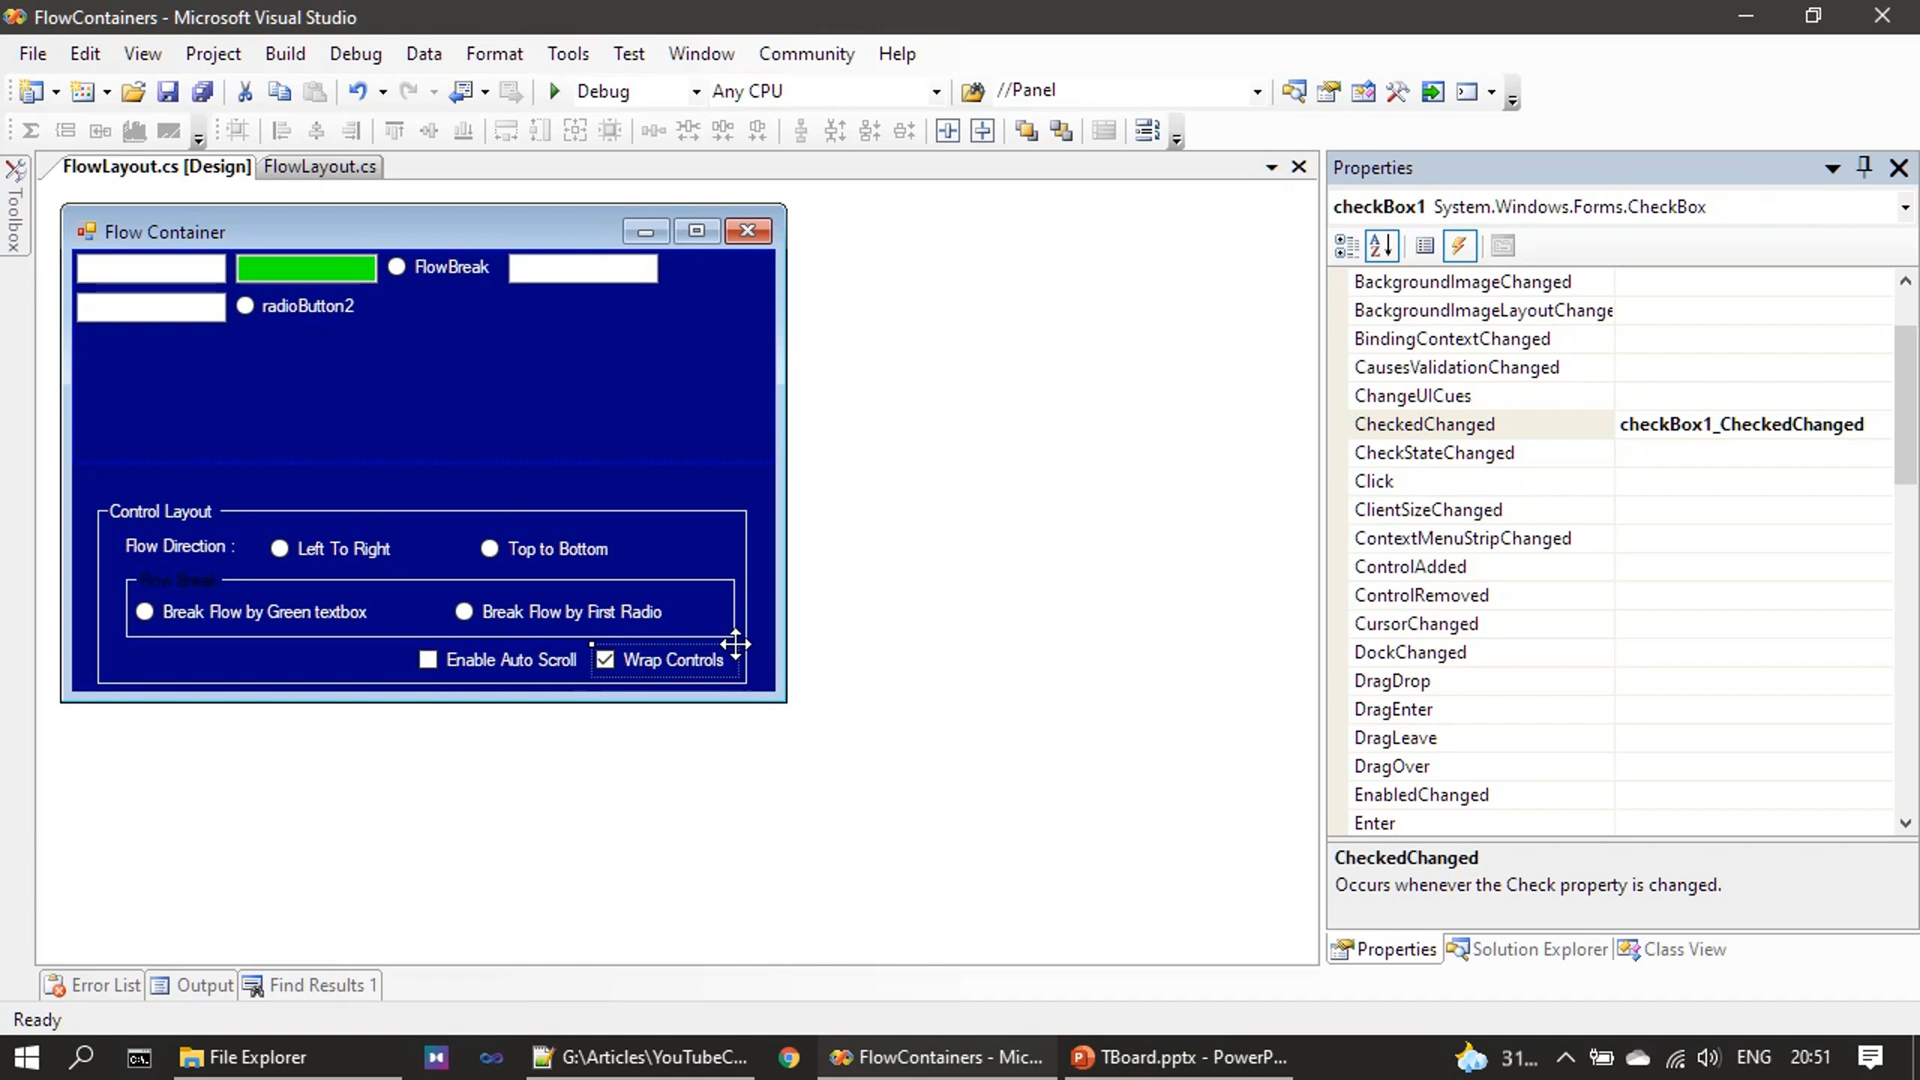 FlowContainers - Microsoft Visual Studio
File Edit View Project Build Debug Data Format Tools Test Window Community Help
Debug Any CPU //Panel
FlowLayout.cs [Design] FlowLayout.cs
Toolbox
Flow Container
FlowBreak
radioButton2
Control Layout
Flow Direction : Left To Right Top to Bottom
Flow Break
Break Flow by Green textbox Break Flow by First Radio
Enable Auto Scroll Wrap Controls
Properties
checkBox1 System.Windows.Forms.CheckBox
BackgroundImageChanged
BackgroundImageLayoutChange
BindingContextChanged
CausesValidationChanged
ChangeUICues
CheckedChanged checkBox1_CheckedChanged
CheckStateChanged
Click
ClientSizeChanged
ContextMenuStripChanged
ControlAdded
ControlRemoved
CursorChanged
DockChanged
DragDrop
DragEnter
DragLeave
DragOver
EnabledChanged
Enter
CheckedChanged
Occurs whenever the Check property is changed.
Properties Solution Explorer Class View
Error List Output Find Results 1
Ready
File Explorer G:\Articles\YouTubeC... FlowContainers - Mic... TBoard.pptx - PowerP... 31... ENG 20:51